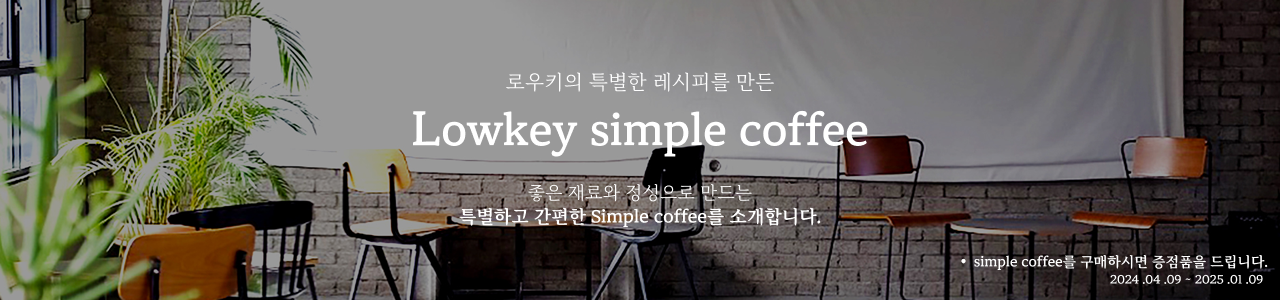 로우키의 특별한 레시피를 만든
Lowkey simple coffee
좋은 재료와 정성으로 만드는
특별하고 간편한 Simple coffee를 소개합니다.
• simple coffee를 구매하시면 증점품을 드립니다.
2024 .04 .09 ~ 2025 .01 .09